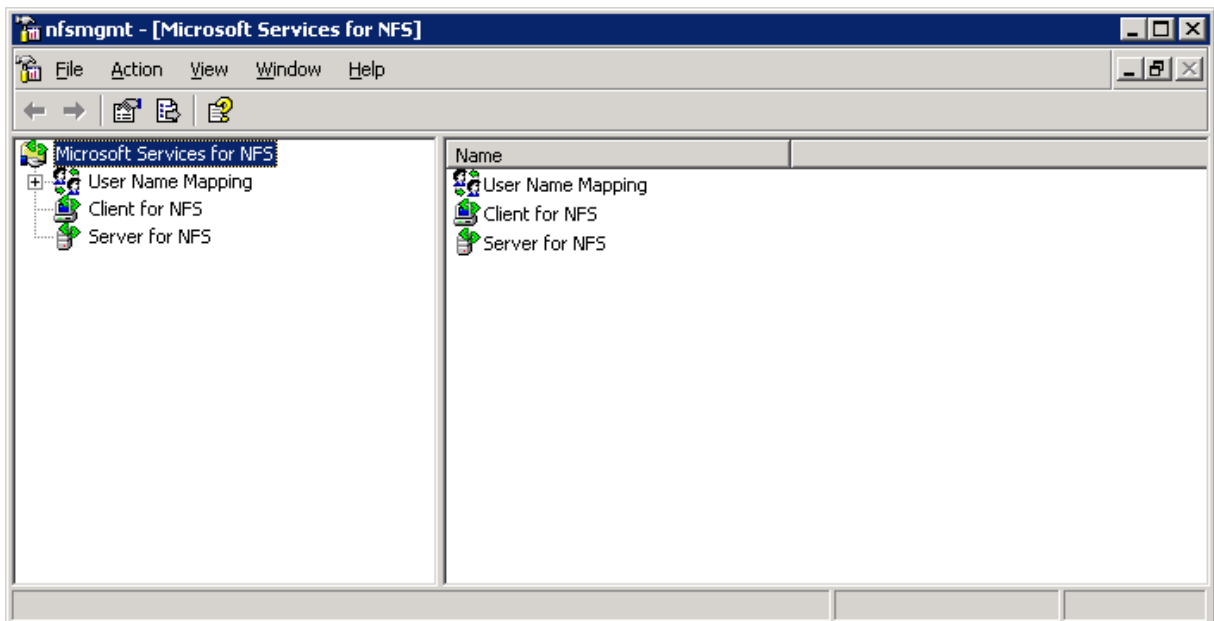 nfsmgmt - [Microsoft Services for NFS]
File Action View Window Help
Microsoft Services for NFS
User Name Mapping
Client for NFS
Server for NFS
Name
User Name Mapping
Client for NFS
Server for NFS